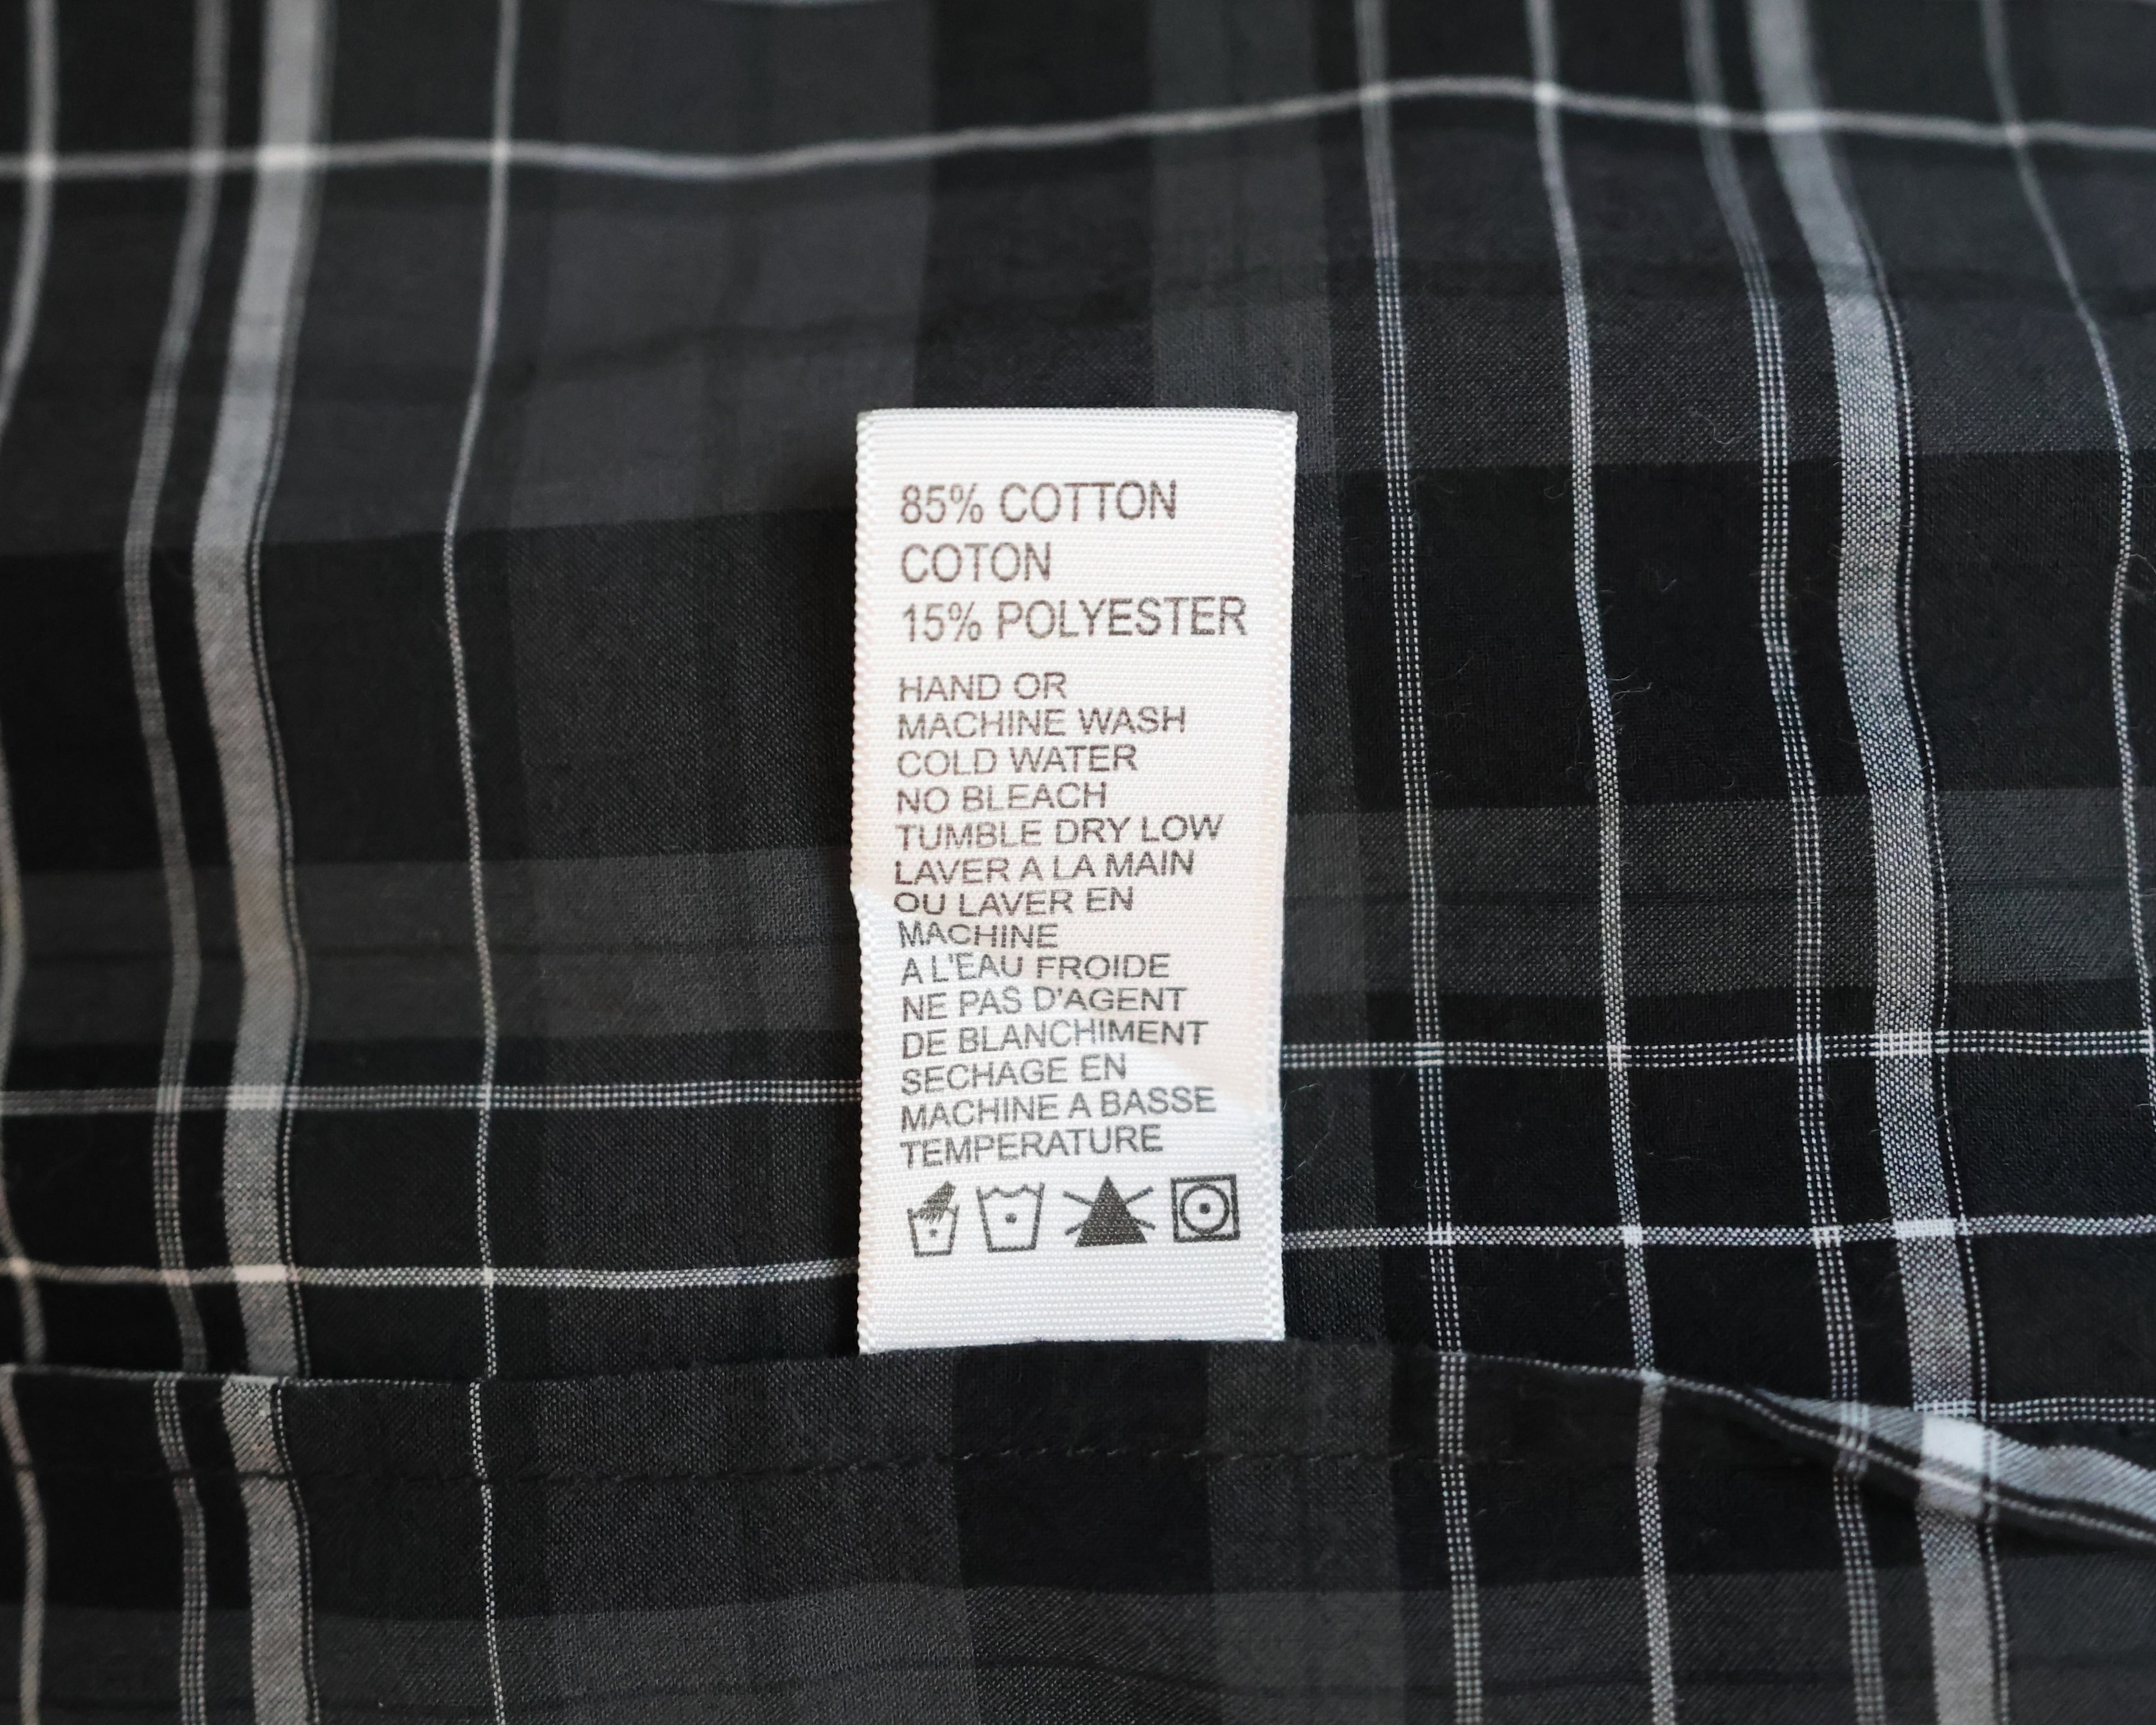 85% COTTON
COTON
15% POLYESTER
HAND OR
MACHINE WASH
COLD WATER
NO BLEACH
TUMBLE DRY LOW
LAVER A LA MAIN
OU LAVER EN
MACHINE
A L'EAU FROIDE
NE PAS D'AGENT
DE BLANCHIMENT
SECHAGE EN
MACHINE A BASSE
TEMPERATURE